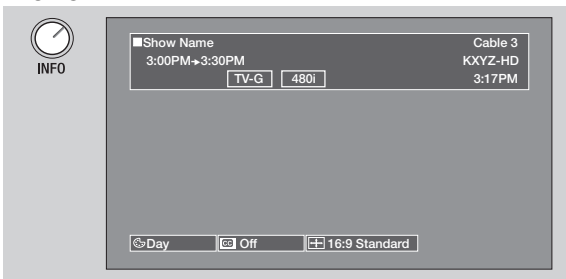 INFO
■Show Name Cable 3
3:00PM→3:30PM KXYZ-HD
TV-G 480i 3:17PM
Day CC Off 16:9 Standard